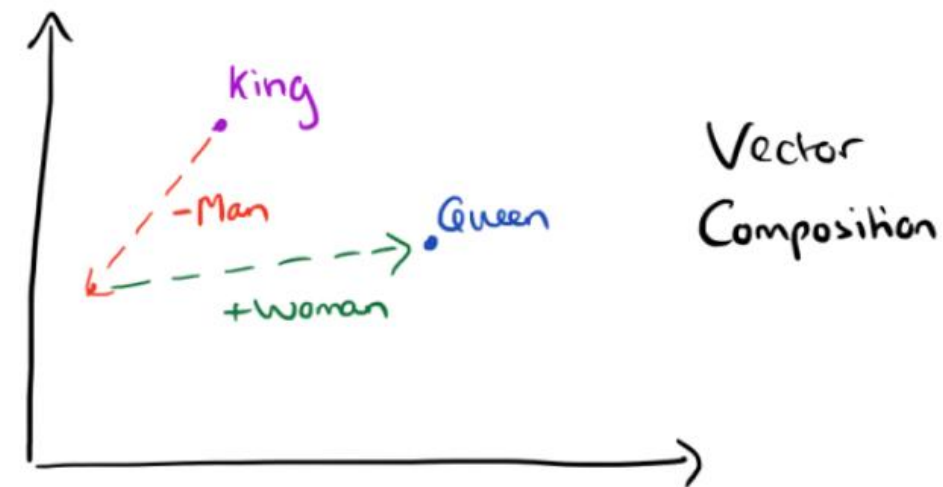 King
-Man
Queen
+Woman
Vector
Composition